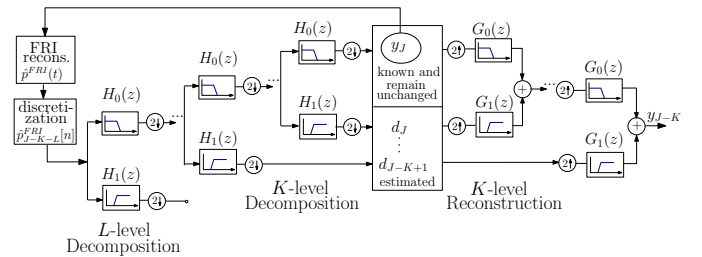 FRI
recons.
p̂^{FRI}(t)
discreti-
zation
p̂^{FRI}_{J−K−L}[n]
H_0(z)
2↓
...
H_1(z)
2↓
L-level
Decomposition
H_0(z)
2↓
...
H_1(z)
2↓
H_0(z)
2↓
H_1(z)
2↓
K-level
Decomposition
y_J
known and
remain
unchanged
d_J
⋮
d_{J−K+1}
estimated
2↑
G_0(z)
2↑
G_1(z)
+
...
2↑
G_0(z)
2↑
G_1(z)
+
y_{J−K}
K-level
Reconstruction